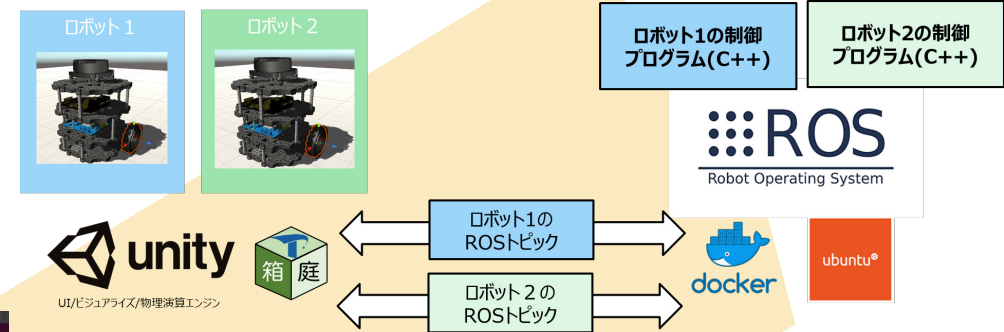 ロボット１
ロボット２
ロボット1の制御
プログラム(C++)
ロボット2の制御
プログラム(C++)
ROS
Robot Operating System
ロボット1の
ROSトピック
unity
箱
庭
docker
ubuntu®
UI/ビジュアライズ/物理演算エンジン
ロボット２の
ROSトピック